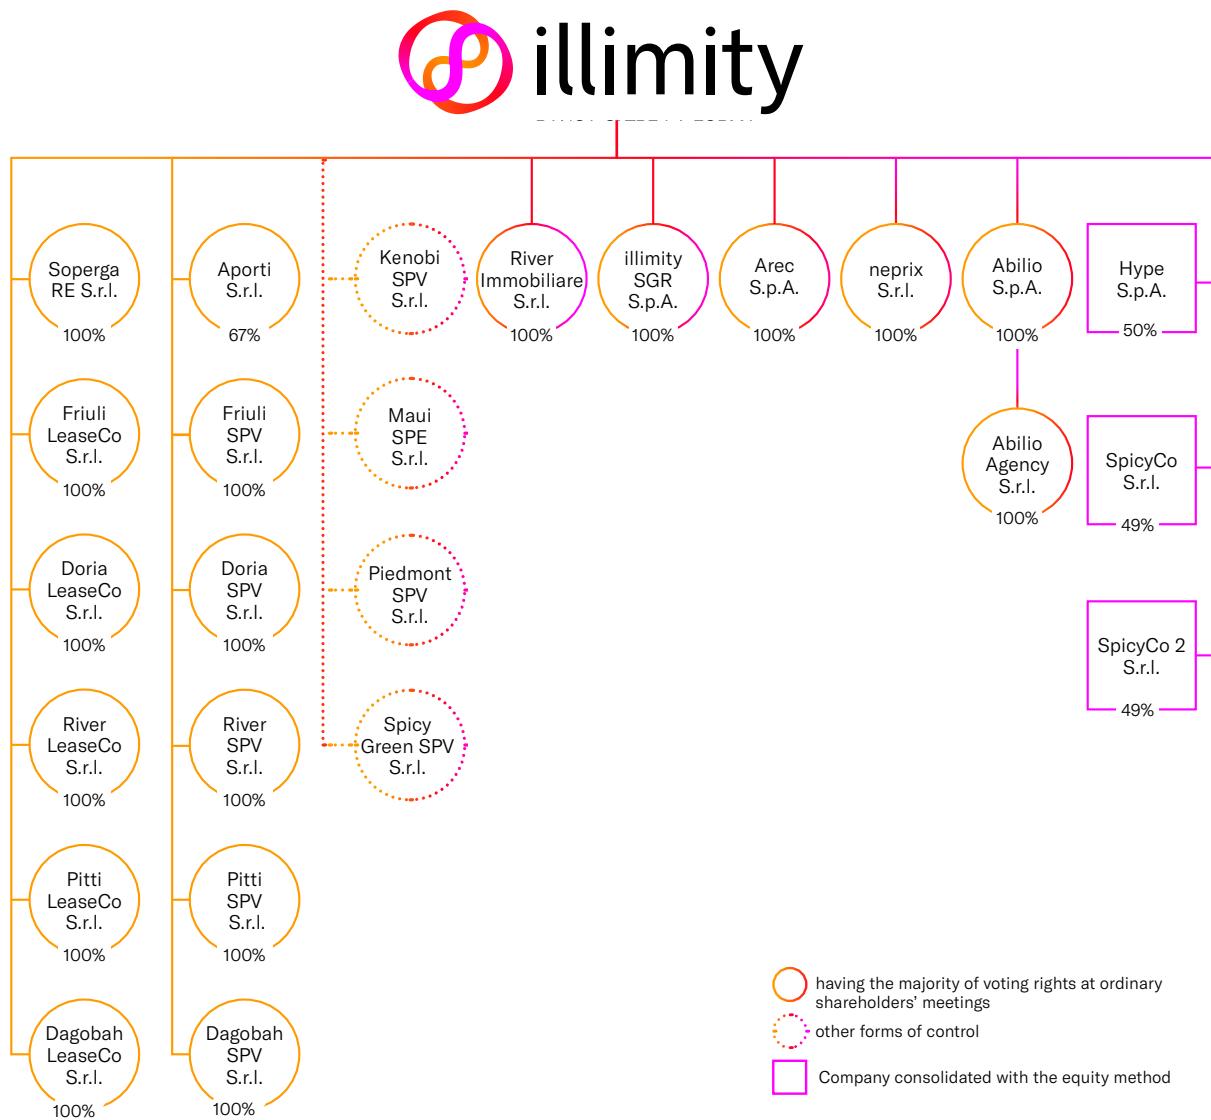 illimity
Soperga
RE S.r.l.
100%
Friuli
LeaseCo
S.r.l.
100%
Doria
LeaseCo
S.r.l.
100%
River
LeaseCo
S.r.l.
100%
Pitti
LeaseCo
S.r.l.
100%
Dagobah
LeaseCo
S.r.l.
100%
Aporti
S.r.l.
67%
Friuli
SPV
S.r.l.
100%
Doria
SPV
S.r.l.
100%
River
SPV
S.r.l.
100%
Pitti
SPV
S.r.l.
100%
Dagobah
SPV
S.r.l.
100%
Kenobi
SPV
S.r.l.
Maui
SPE
S.r.l.
Piedmont
SPV
S.r.l.
Spicy
Green SPV
S.r.l.
River
Immobiliare
S.r.l.
100%
illimity
SGR
S.p.A.
100%
Arec
S.p.A.
100%
neprix
S.r.l.
100%
Abilio
S.p.A.
100%
Abilio
Agency
S.r.l.
100%
Hype
S.p.A.
50%
SpicyCo
S.r.l.
49%
SpicyCo 2
S.r.l.
49%
having the majority of voting rights at ordinary
shareholders’ meetings
other forms of control
Company consolidated with the equity method